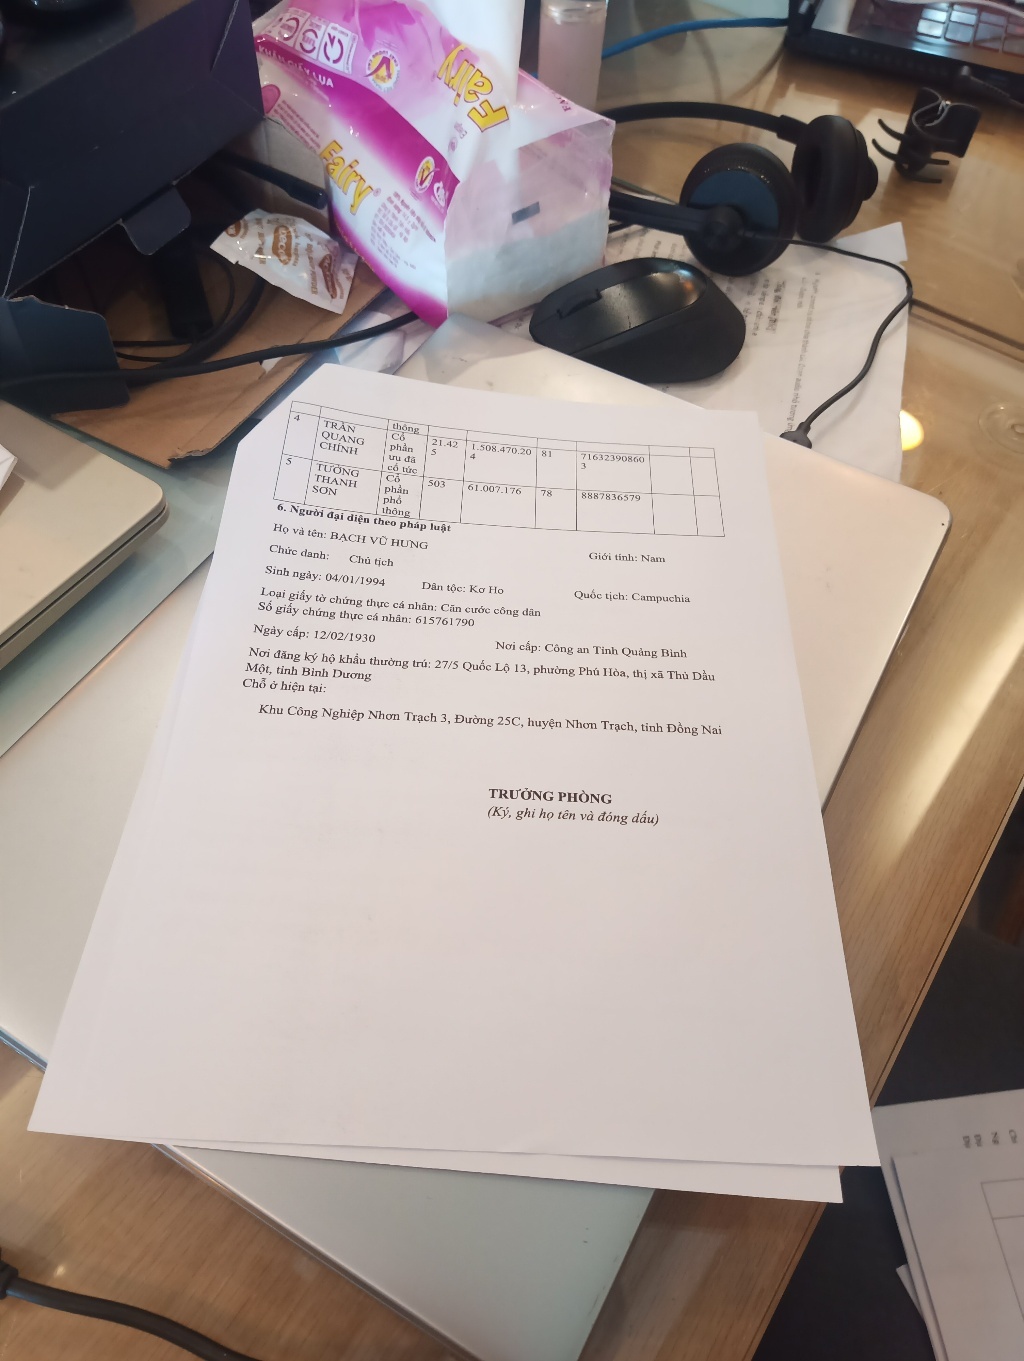 KHĂN GIẤY LỤA
Fairy
Fairy
thông
4
TRẦN
QUANG
CHÍNH
Cổ
phần
ưu đã
cổ tức
21.42
5
1.508.470.20
4
81
71632390860
3
5
TƯỞNG
THANH
SƠN
Cổ
phần
phổ
thông
503
61.007.176
78
8887836579
6. Người đại diện theo pháp luật
Họ và tên: BẠCH VŨ HƯNG Giới tính: Nam
Chức danh: Chủ tịch
Sinh ngày: 04/01/1994 Dân tộc: Kơ Ho Quốc tịch: Campuchia
Loại giấy tờ chứng thực cá nhân: Căn cước công dân
Số giấy chứng thực cá nhân: 615761790
Ngày cấp: 12/02/1930 Nơi cấp: Công an Tỉnh Quảng Bình
Nơi đăng ký hộ khẩu thường trú: 27/5 Quốc Lộ 13, phường Phú Hòa, thị xã Thủ Dầu
Một, tỉnh Bình Dương
Chỗ ở hiện tại:
Khu Công Nghiệp Nhơn Trạch 3, Đường 25C, huyện Nhơn Trạch, tỉnh Đồng Nai
TRƯỞNG PHÒNG
(Ký, ghi họ tên và đóng dấu)